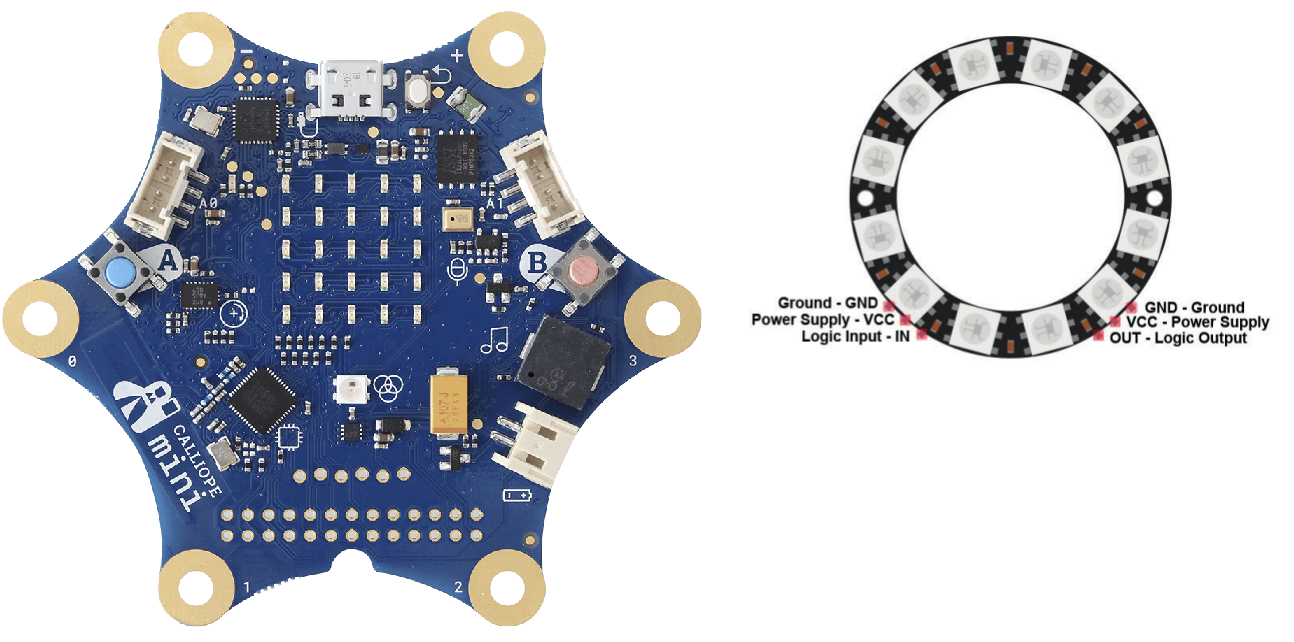 −
+
A0
A1
A
B
0
3
CALLIOPE
mini
1
2
107J
Ground - GND
Power Supply - VCC
Logic Input - IN
GND - Ground
VCC - Power Supply
OUT - Logic Output